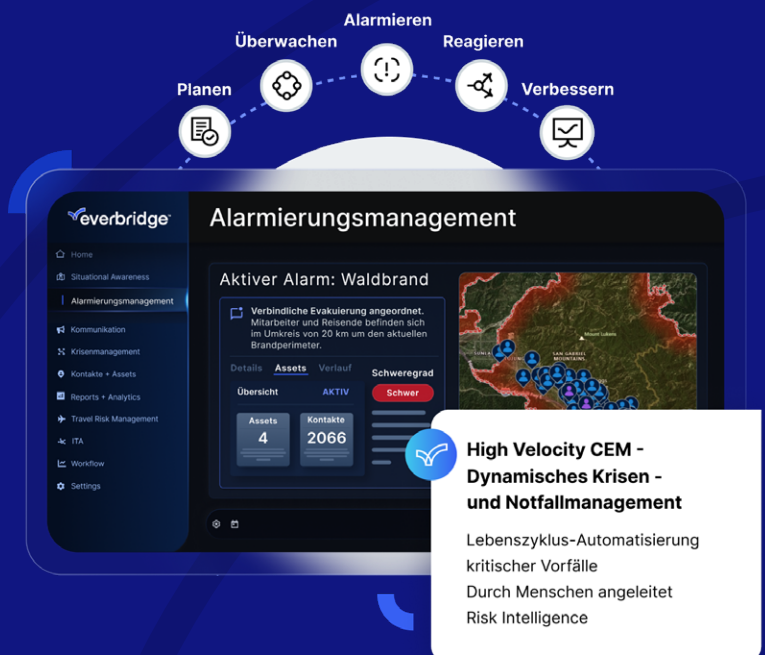 Alarmieren
Überwachen
Reagieren
Planen
Verbessern
everbridge™
Alarmierungsmanagement
Home
Situational Awareness
Alarmierungsmanagement
Kommunikation
Krisenmanagement
Kontakte + Assets
Reports + Analytics
Travel Risk Management
ITA
Workflow
Settings
Aktiver Alarm: Waldbrand
Verbindliche Evakuierung angeordnet.
Mitarbeiter und Reisende befinden sich
im Umkreis von 20 km um den aktuellen
Brandperimeter.
Details Assets Verlauf
Schweregrad
Schwer
Übersicht AKTIV
Assets
4
Kontakte
2066
Mount Lukens
SAN GABRIEL
MOUNTAINS
High Velocity CEM -
Dynamisches Krisen -
und Notfallmanagement
Lebenszyklus-Automatisierung
kritischer Vorfälle
Durch Menschen angeleitet
Risk Intelligence